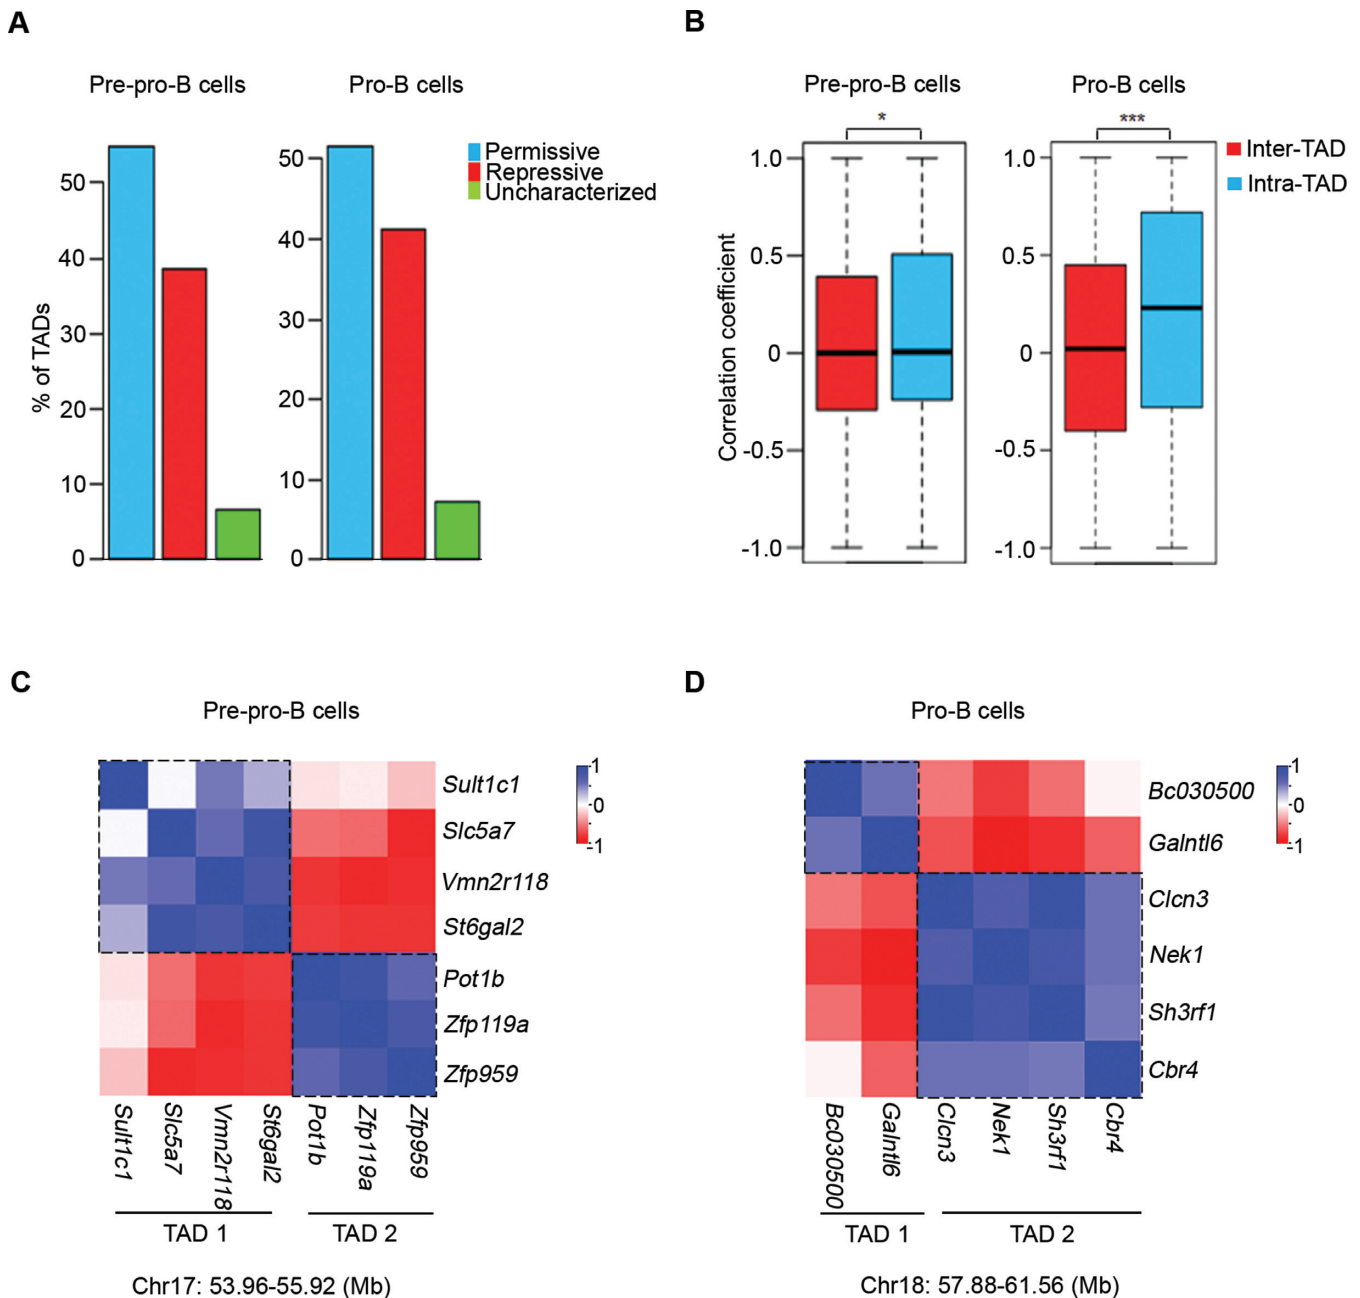 A
Pre-pro-B cells
Pro-B cells
% of TADs
50
40
30
20
10
0
50
40
30
20
10
0
Permissive
Repressive
Uncharacterized
B
Pre-pro-B cells
Pro-B cells
*
***
Correlation coefficient
1.0
0.5
0
-0.5
-1.0
1.0
0.5
0
-0.5
-1.0
Inter-TAD
Intra-TAD
C
Pre-pro-B cells
Sult1c1
Slc5a7
Vmn2r118
St6gal2
Pot1b
Zfp119a
Zfp959
1
0
-1
Sult1c1
Slc5a7
Vmn2r118
St6gal2
Pot1b
Zfp119a
Zfp959
TAD 1
TAD 2
Chr17: 53.96-55.92 (Mb)
D
Pro-B cells
Bc030500
Galntl6
Clcn3
Nek1
Sh3rf1
Cbr4
1
0
-1
Bc030500
Galntl6
Clcn3
Nek1
Sh3rf1
Cbr4
TAD 1
TAD 2
Chr18: 57.88-61.56 (Mb)